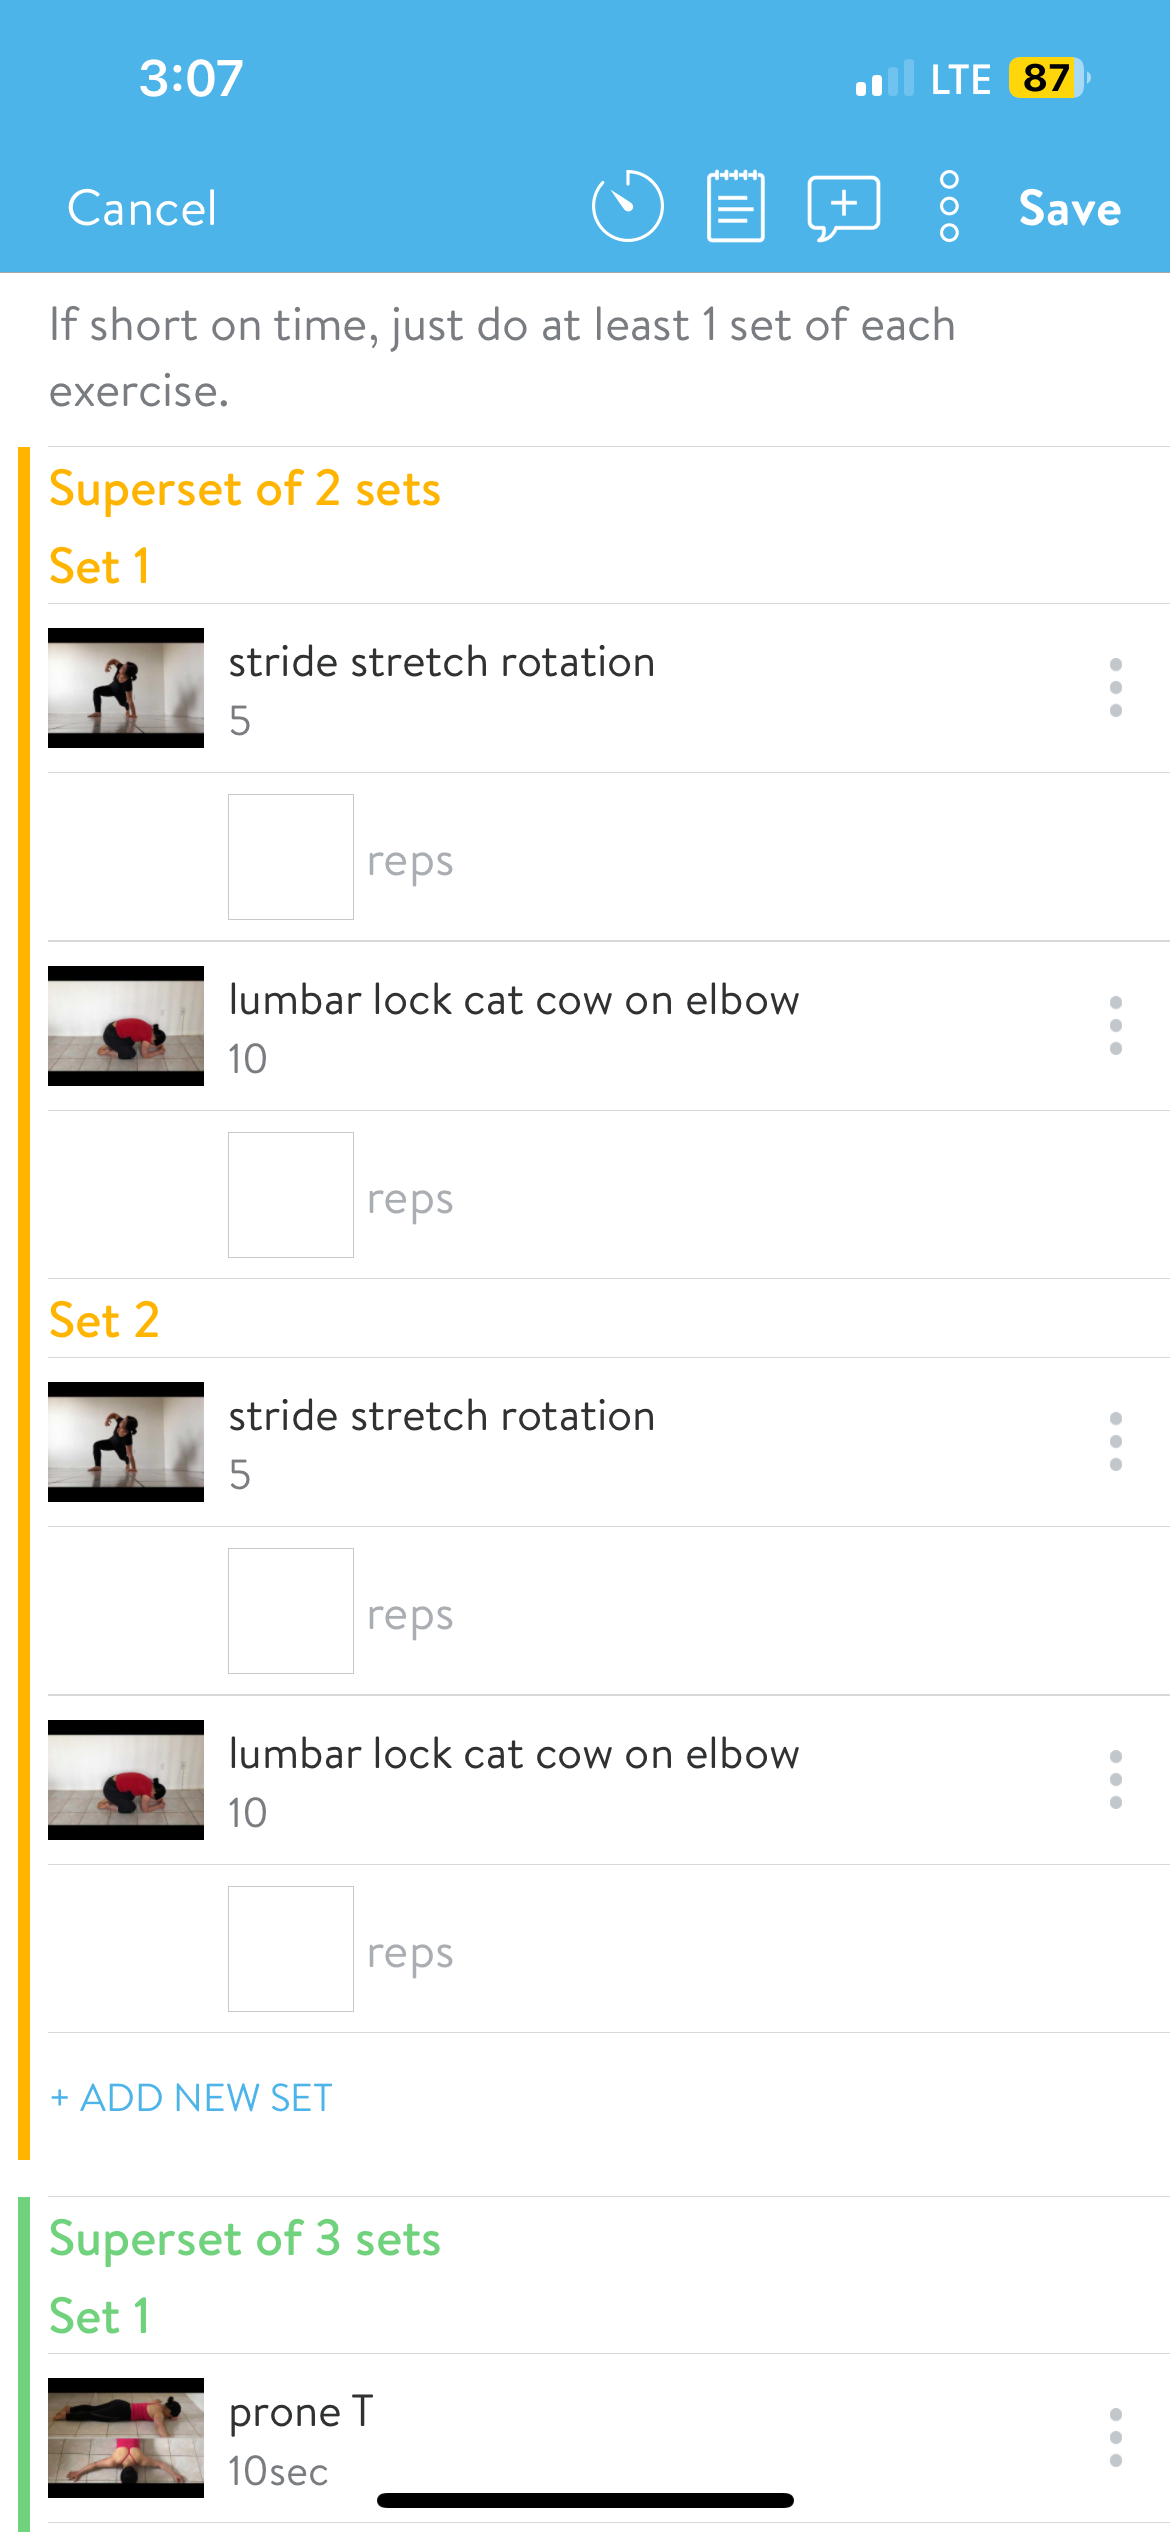 3:07 LTE 87
Cancel Save
If short on time, just do at least 1 set of each
exercise.
Superset of 2 sets
Set 1
stride stretch rotation
5
reps
lumbar lock cat cow on elbow
10
reps
Set 2
stride stretch rotation
5
reps
lumbar lock cat cow on elbow
10
reps
+ ADD NEW SET
Superset of 3 sets
Set 1
prone T
10sec